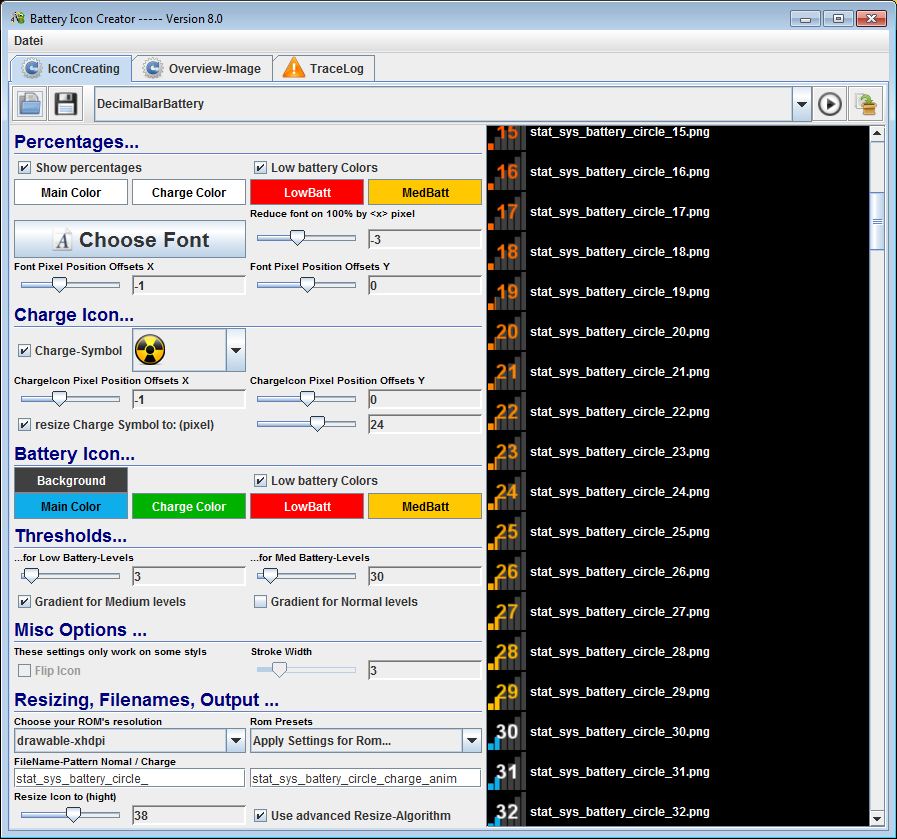 Battery Icon Creator ----- Version 8.0
Datei
IconCreating Overview-Image TraceLog
DecimalBarBattery
Percentages...
Show percentages Low battery Colors
Main Color Charge Color LowBatt MedBatt
Reduce font on 100% by <x> pixel
A Choose Font -3
Font Pixel Position Offsets X Font Pixel Position Offsets Y
-1 0
Charge Icon...
Charge-Symbol
ChargeIcon Pixel Position Offsets X ChargeIcon Pixel Position Offsets Y
-1 0
resize Charge Symbol to: (pixel) 24
Battery Icon...
Background Low battery Colors
Main Color Charge Color LowBatt MedBatt
Thresholds...
...for Low Battery-Levels ...for Med Battery-Levels
3 30
Gradient for Medium levels Gradient for Normal levels
Misc Options ...
These settings only work on some styls Stroke Width
Flip Icon 3
Resizing, Filenames, Output ...
Choose your ROM's resolution Rom Presets
drawable-xhdpi Apply Settings for Rom...
FileName-Pattern Nomal / Charge
stat_sys_battery_circle_ stat_sys_battery_circle_charge_anim
Resize Icon to (hight)
38 Use advanced Resize-Algorithm
15 stat_sys_battery_circle_15.png
16 stat_sys_battery_circle_16.png
17 stat_sys_battery_circle_17.png
18 stat_sys_battery_circle_18.png
19 stat_sys_battery_circle_19.png
20 stat_sys_battery_circle_20.png
21 stat_sys_battery_circle_21.png
22 stat_sys_battery_circle_22.png
23 stat_sys_battery_circle_23.png
24 stat_sys_battery_circle_24.png
25 stat_sys_battery_circle_25.png
26 stat_sys_battery_circle_26.png
27 stat_sys_battery_circle_27.png
28 stat_sys_battery_circle_28.png
29 stat_sys_battery_circle_29.png
30 stat_sys_battery_circle_30.png
31 stat_sys_battery_circle_31.png
32 stat_sys_battery_circle_32.png